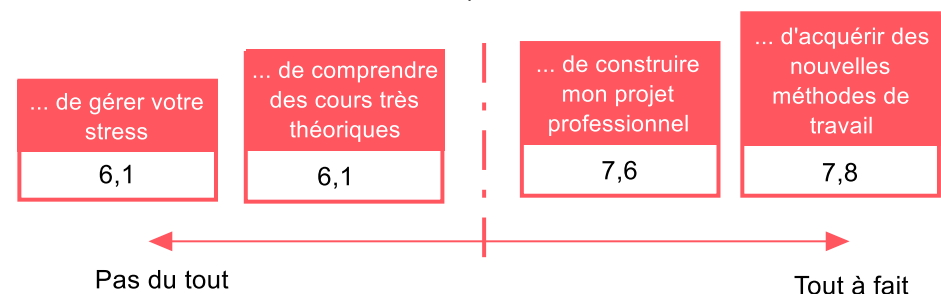 ... de gérer votre
stress
6,1
... de comprendre
des cours très
théoriques
6,1
... de construire
mon projet
professionnel
7,6
... d'acquérir des
nouvelles
méthodes de
travail
7,8
Pas du tout
Tout à fait